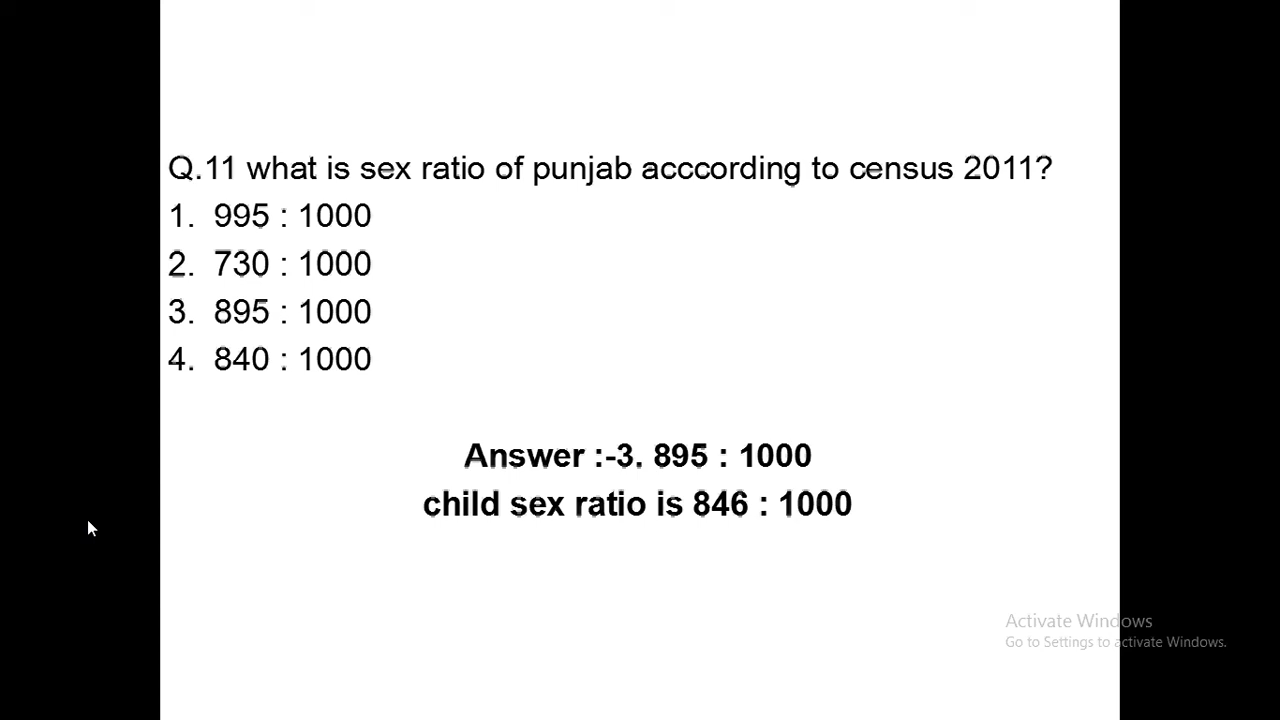 Q.11 what is sex ratio of punjab acccording to census 2011?
1. 995 : 1000
2. 730 : 1000
3. 895 : 1000
4. 840 : 1000
Answer :-3. 895 : 1000
child sex ratio is 846 : 1000
Activate Windows
Go to Settings to activate Windows.